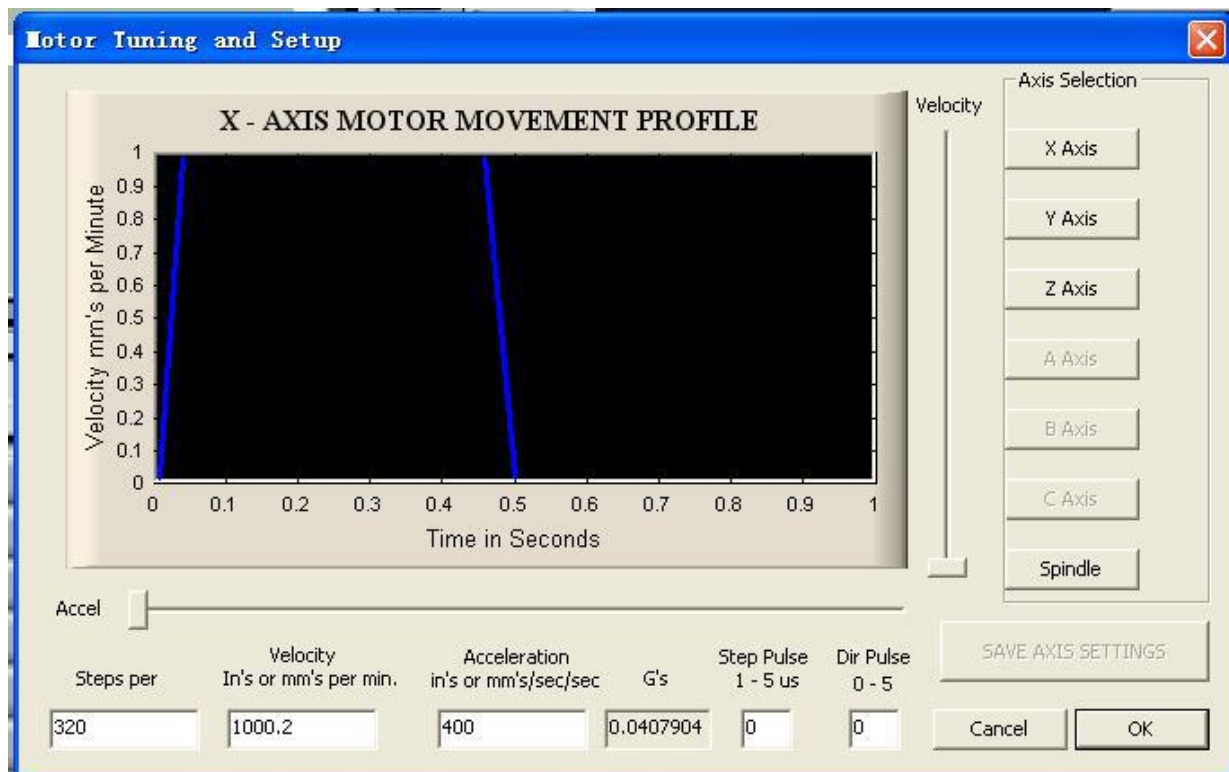 Motor Tuning and Setup
X - AXIS MOTOR MOVEMENT PROFILE
Velocity mm's per Minute
1
0.9
0.8
0.7
0.6
0.5
0.4
0.3
0.2
0.1
0
0 0.1 0.2 0.3 0.4 0.5 0.6 0.7 0.8 0.9 1
Time in Seconds
Velocity
Axis Selection
X Axis
Y Axis
Z Axis
A Axis
B Axis
C Axis
Spindle
Accel
Steps per
320
Velocity
In's or mm's per min.
1000.2
Acceleration
in's or mm's/sec/sec
400
G's
0.0407904
Step Pulse
1 - 5 us
0
Dir Pulse
0 - 5
0
SAVE AXIS SETTINGS
Cancel
OK